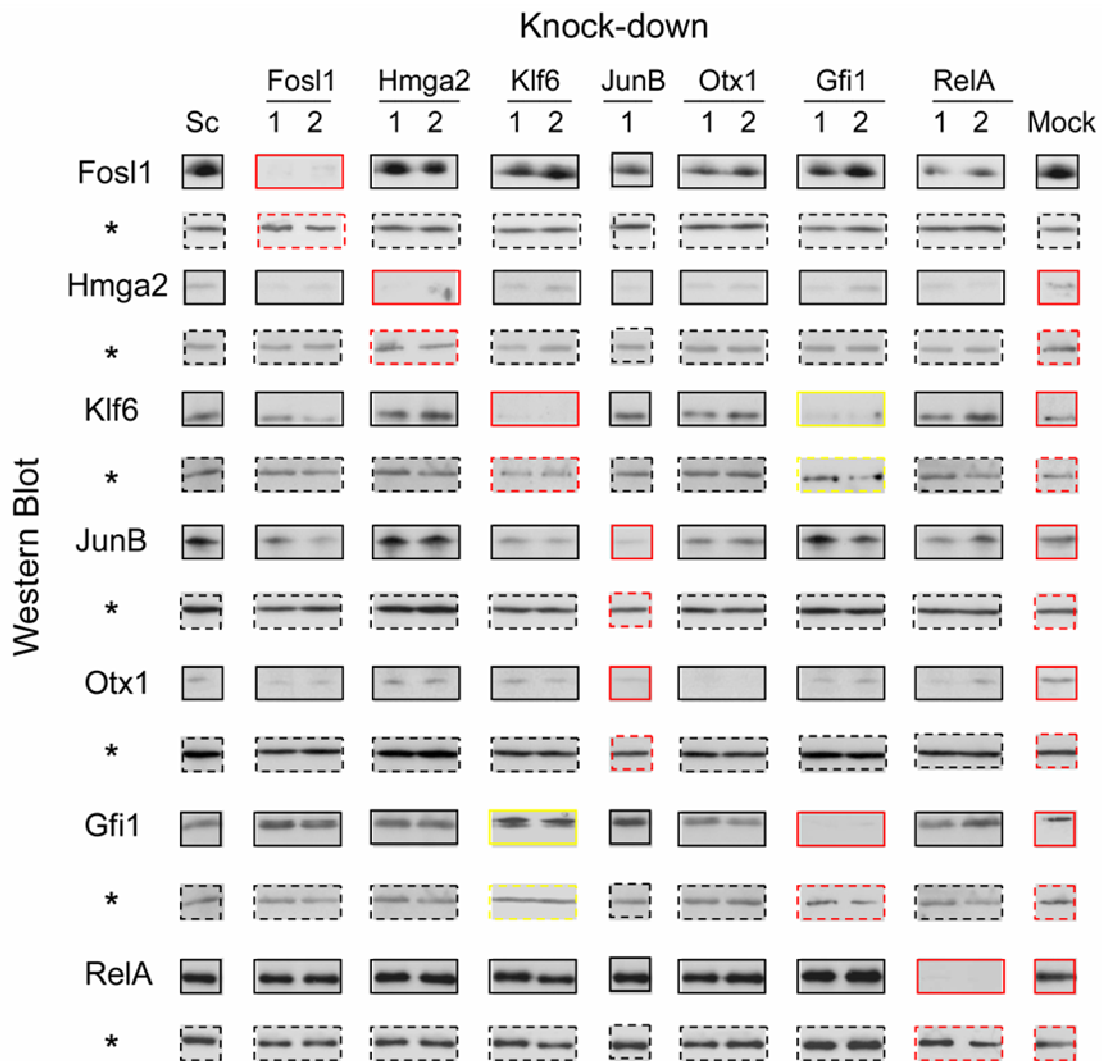 Knock-down
Fosl1 Hmga2 Klf6 JunB Otx1 Gfi1 RelA
Sc 1 2 1 2 1 2 1 1 2 1 2 1 2 Mock
Fosl1
*
Hmga2
*
Klf6
*
JunB
*
Otx1
*
Gfi1
*
RelA
*
Western Blot